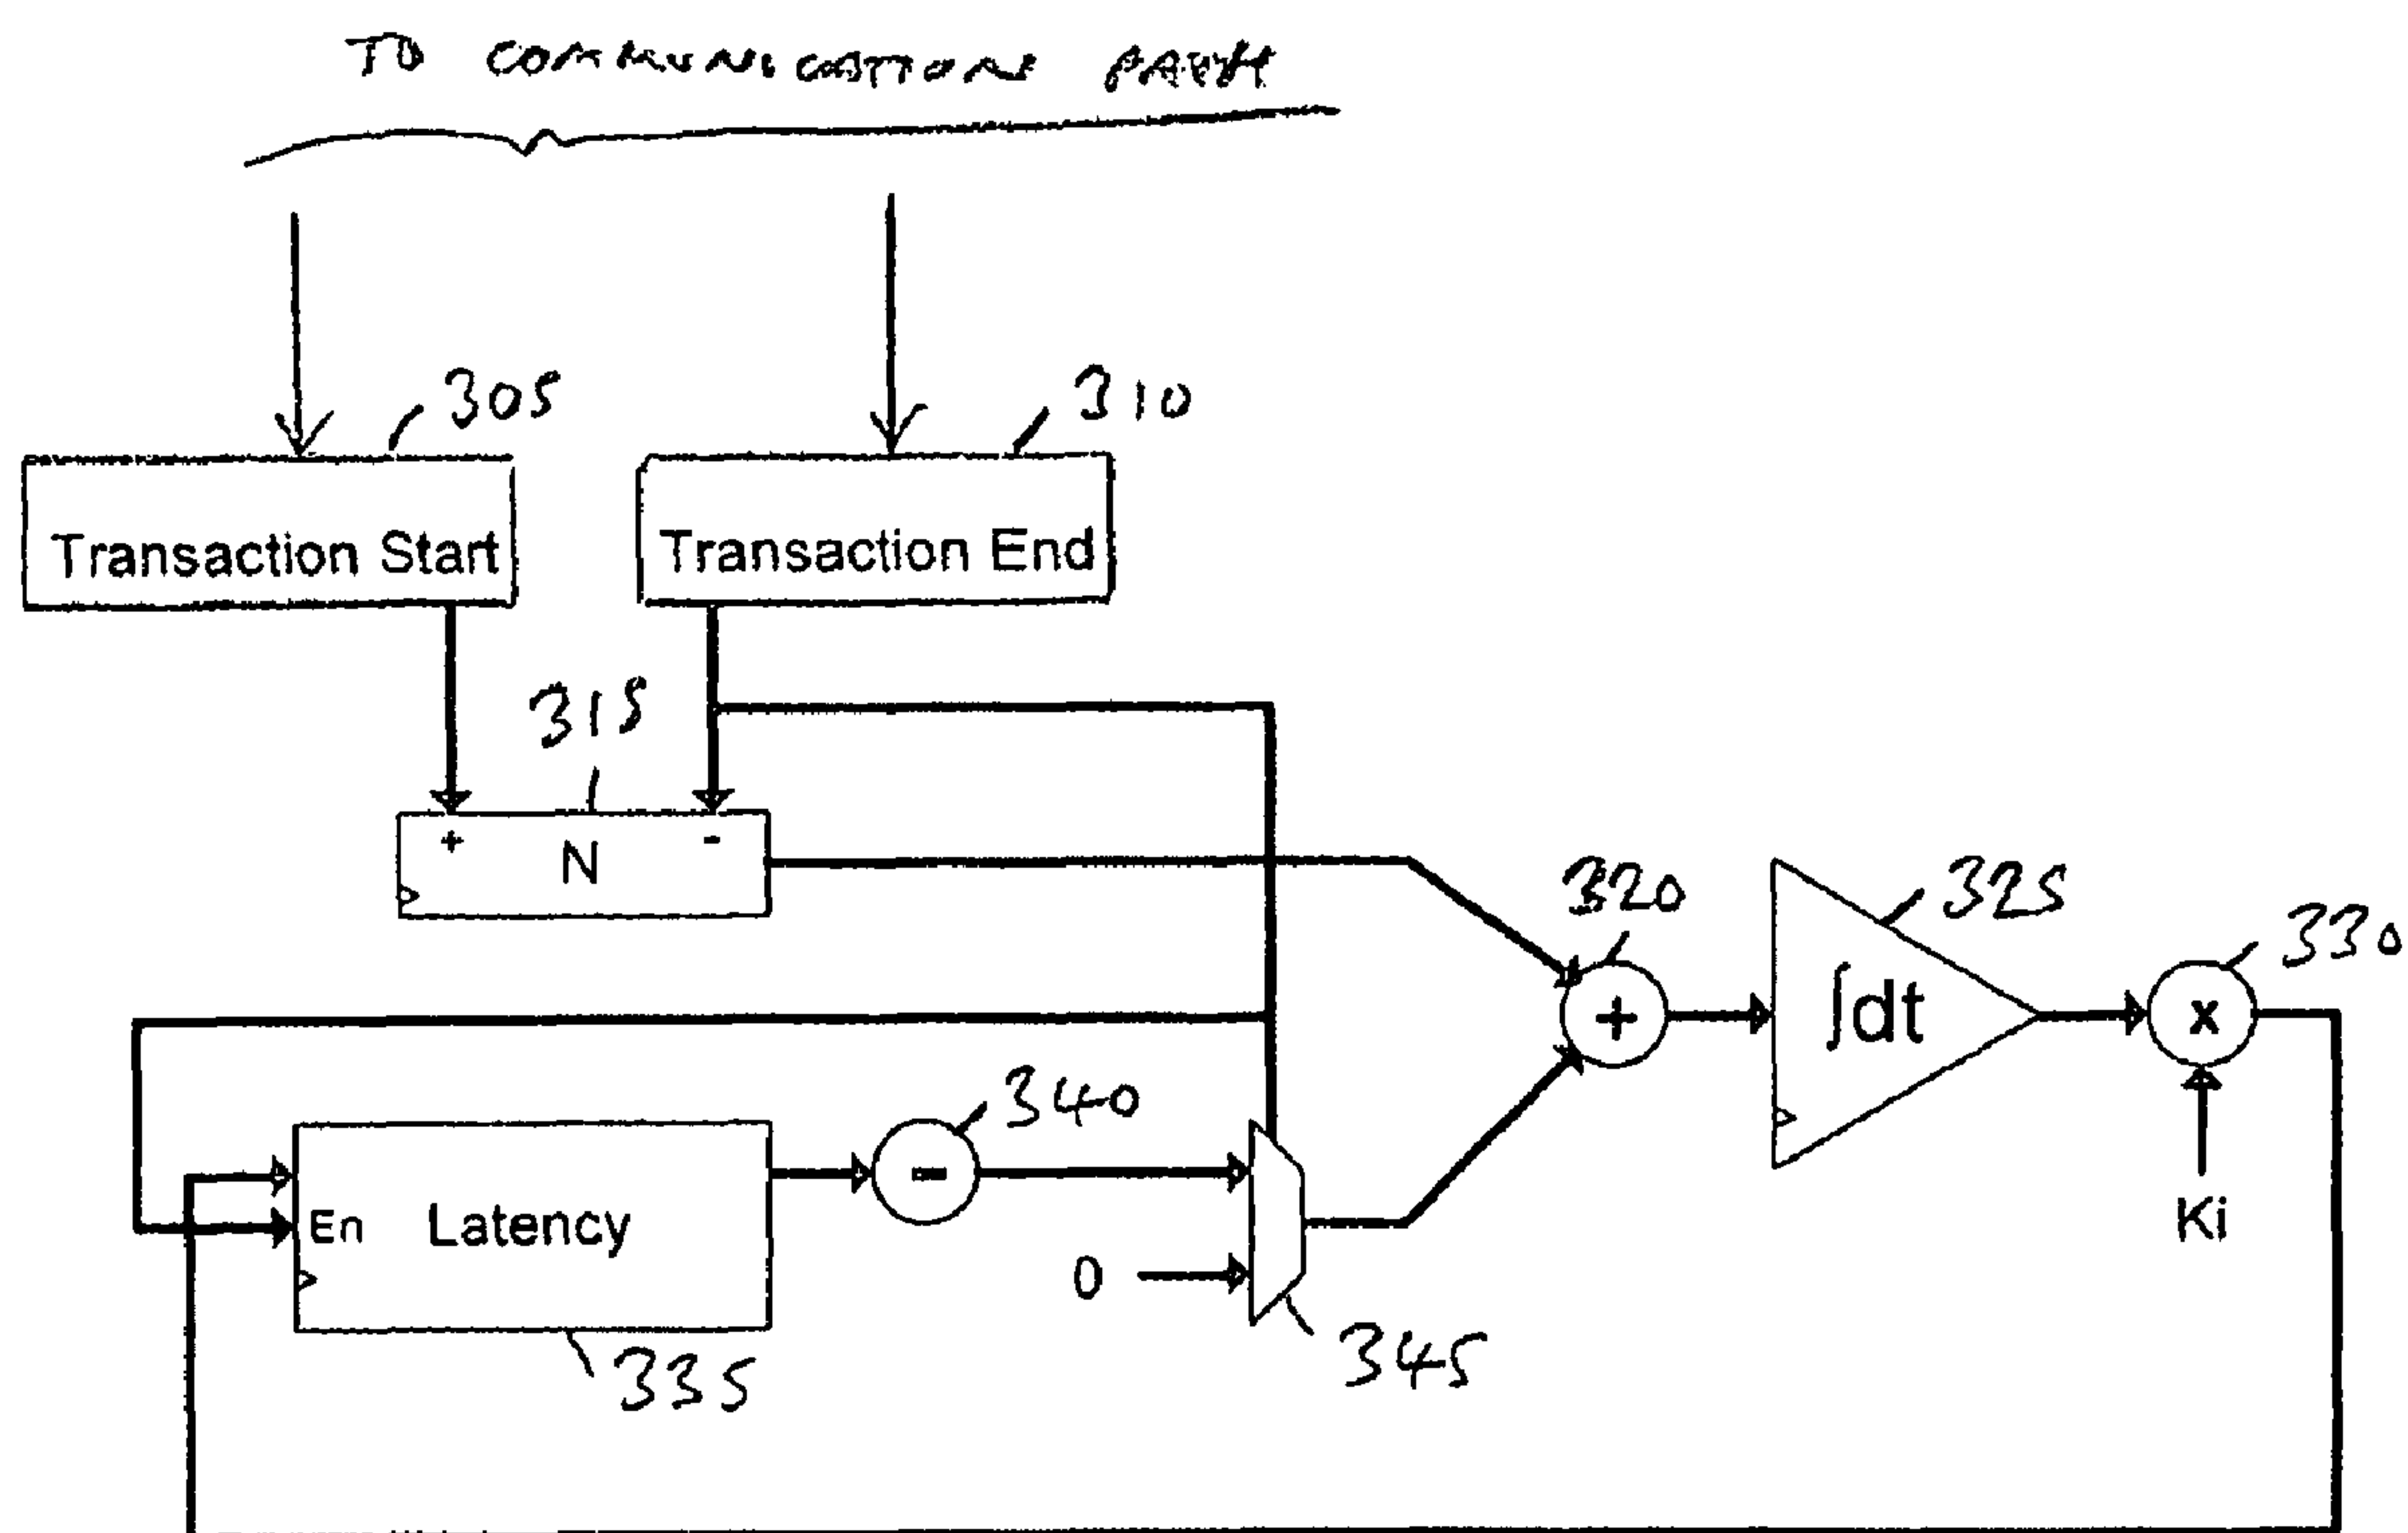 TO COMMUNICATIONS PATH
305
310
Transaction Start
Transaction End
315
+ N -
320
325
330
+
∫dt
x
340
-
Ki
En
Latency
0
335
345